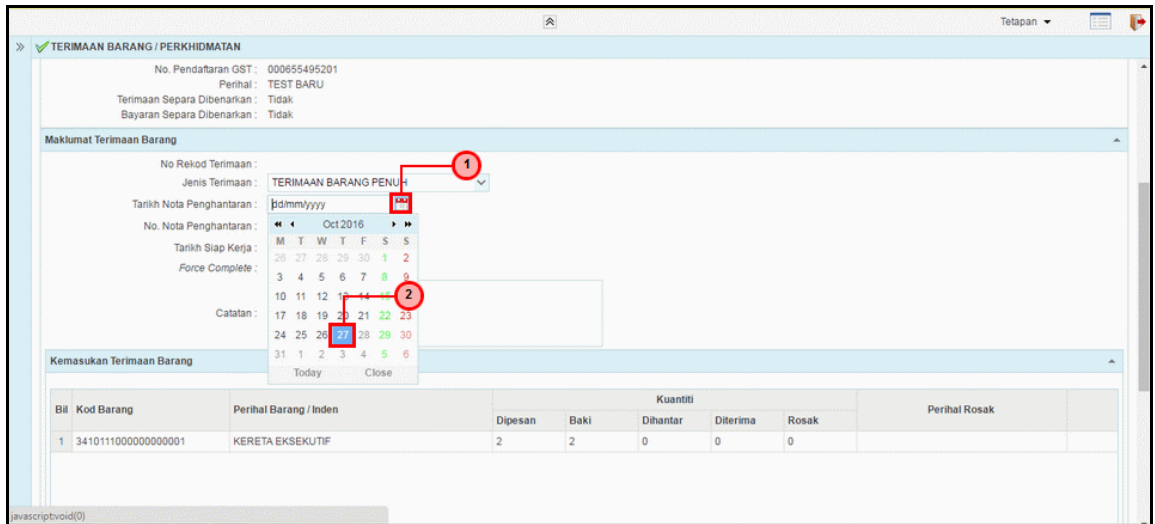 Tetapan
TERIMAAN BARANG / PERKHIDMATAN
No. Pendaftaran GST : 000655495201
Perihal : TEST BARU
Terimaan Separa Dibenarkan : Tidak
Bayaran Separa Dibenarkan : Tidak
Maklumat Terimaan Barang
No Rekod Terimaan :
1
Jenis Terimaan : TERIMAAN BARANG PENUH
Tarikh Nota Penghantaran : dd/mm/yyyy
No. Nota Penghantaran :
Oct 2016
Tarikh Siap Kerja :
M T W T F S S
26 27 28 29 30 1 2
Force Complete :
3 4 5 6 7 8 9
10 11 12 13 14 15
2
Catatan :
17 18 19 20 21 22 23
24 25 26 27 28 29 30
31 1 2 3 4 5 6
Today Close
Kemasukan Terimaan Barang
Bil Kod Barang Perihal Barang / Inden Kuantiti Perihal Rosak
Dipesan Baki Dihantar Diterima Rosak
1 3410111000000000001 KERETA EKSEKUTIF 2 2 0 0 0
javascript:void(0)